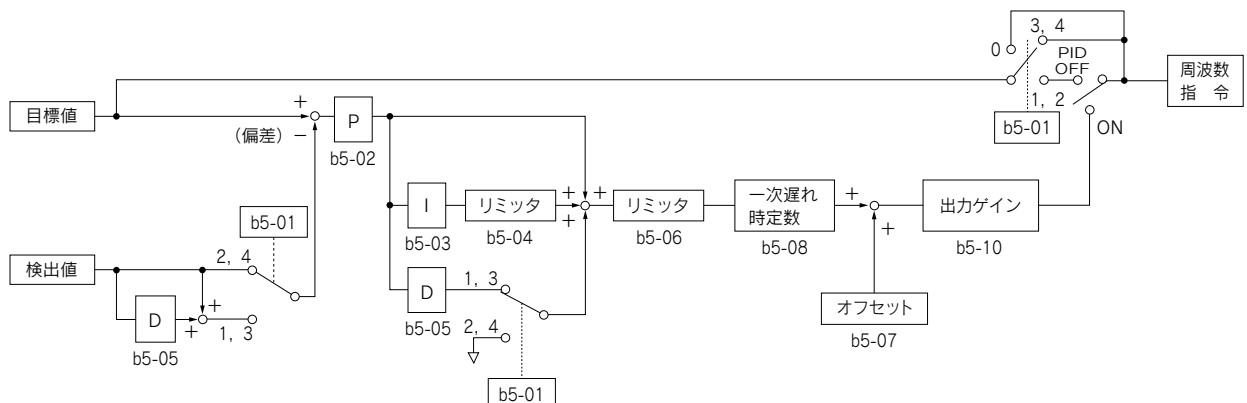 3, 4
0
PID
OFF
周波数
指 令
1, 2
b5-01
ON
目標値
+
(偏差)
−
P
b5-02
I
b5-03
リミッタ
b5-04
+
+
+
リミッタ
b5-06
一次遅れ
時定数
b5-08
+
+
出力ゲイン
b5-10
b5-01
2, 4
検出値
D
b5-05
+
+
1, 3
D
b5-05
1, 3
2, 4
b5-01
オフセット
b5-07